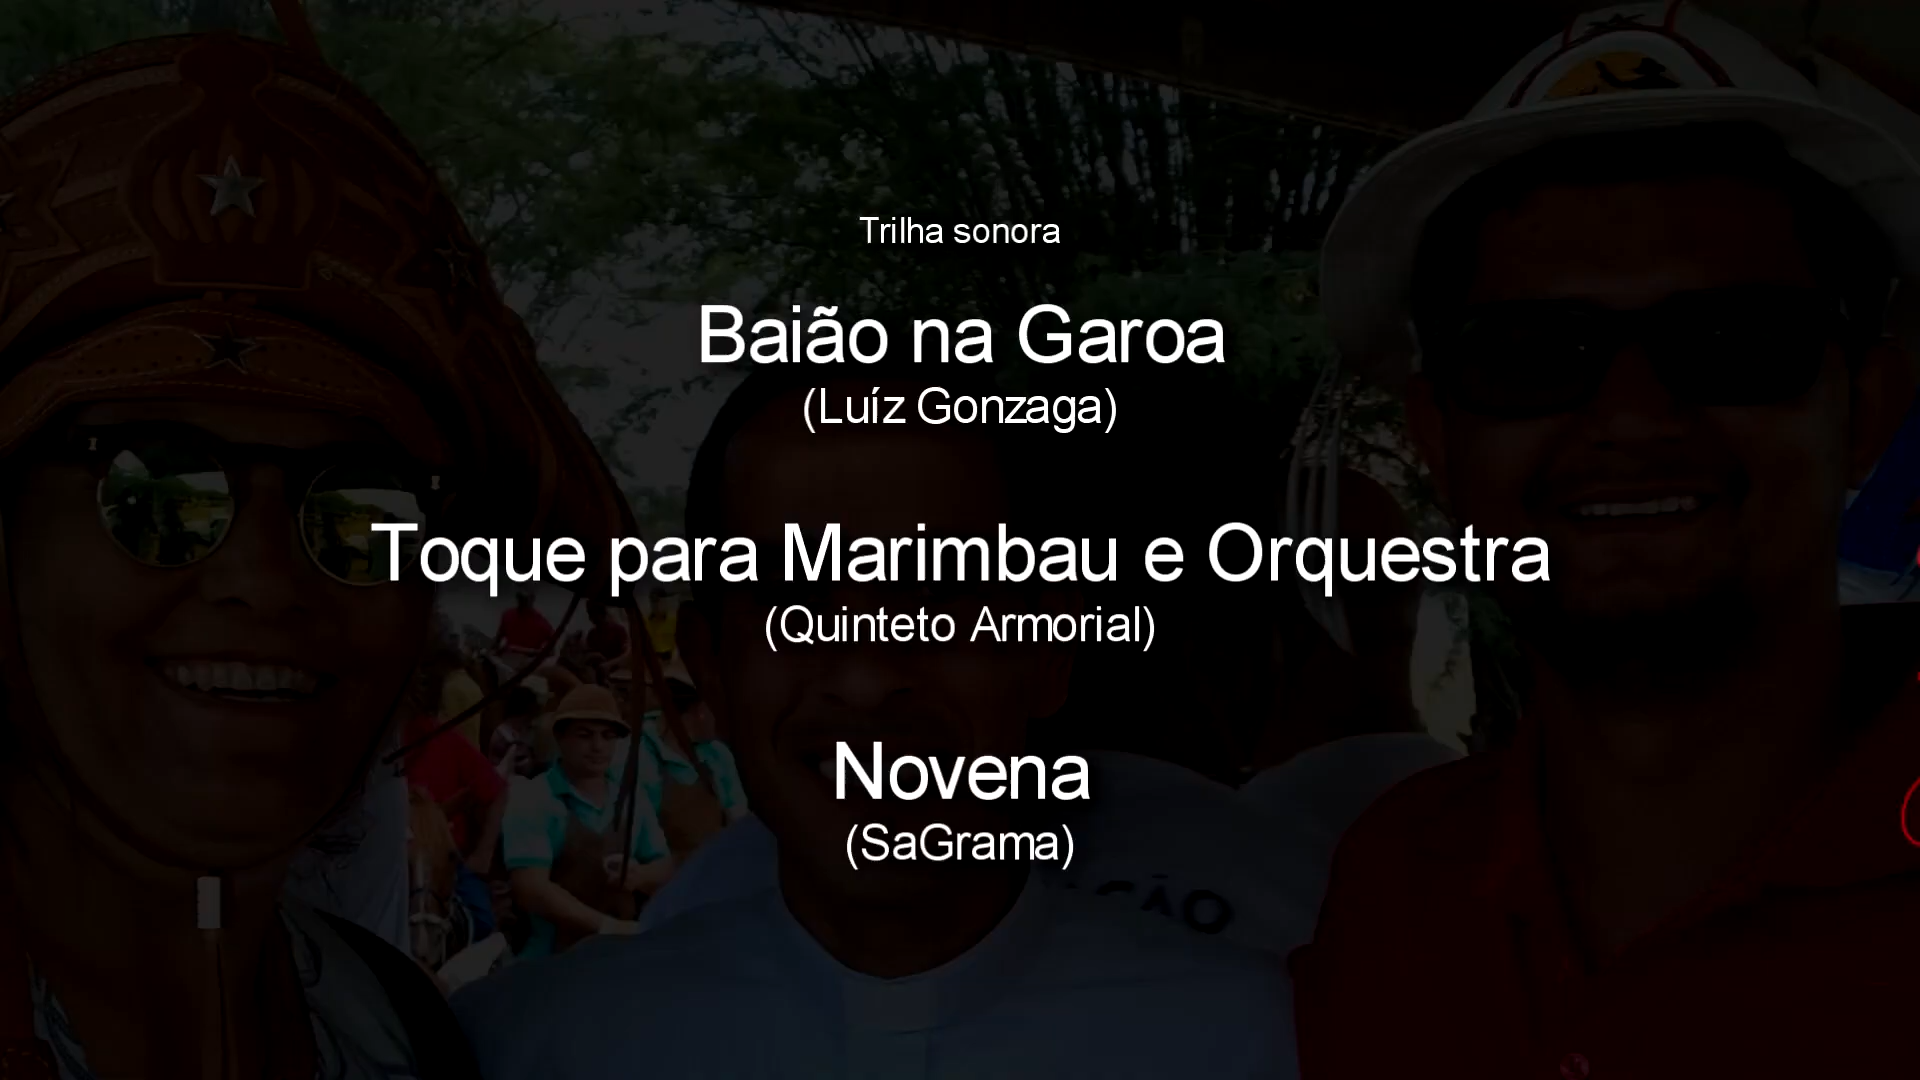 Trilha sonora
Baião na Garoa
(Luíz Gonzaga)
Toque para Marimbau e Orquestra
(Quinteto Armorial)
Novena
(SaGrama)